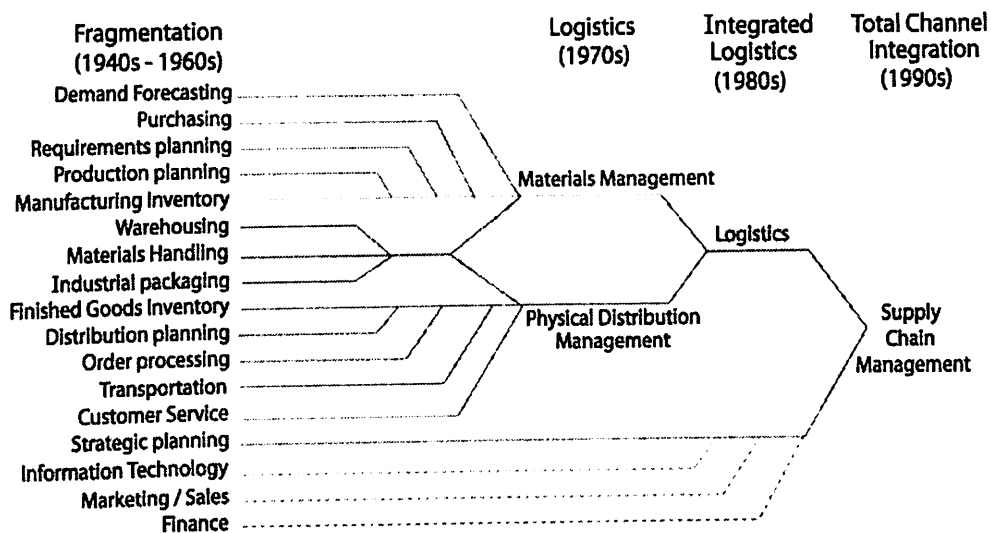 Fragmentation
(1940s - 1960s)
Logistics
(1970s)
Integrated
Logistics
(1980s)
Total Channel
Integration
(1990s)
Demand Forecasting
Purchasing
Requirements planning
Production planning
Manufacturing Inventory
Warehousing
Materials Handling
Industrial packaging
Finished Goods Inventory
Distribution planning
Order processing
Transportation
Customer Service
Strategic planning
Information Technology
Marketing / Sales
Finance
Materials Management
Physical Distribution
Management
Logistics
Supply
Chain
Management